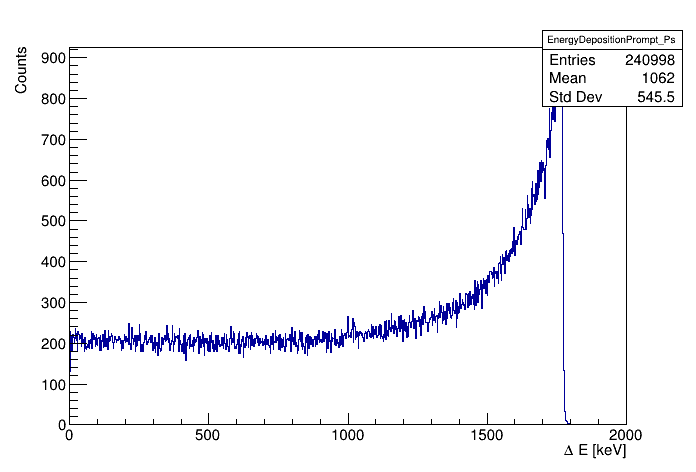 EnergyDepositionPrompt_Ps
Entries 240998
Mean 1062
Std Dev 545.5
Counts
900
800
700
600
500
400
300
200
100
0
0 500 1000 1500 2000
Δ E [keV]